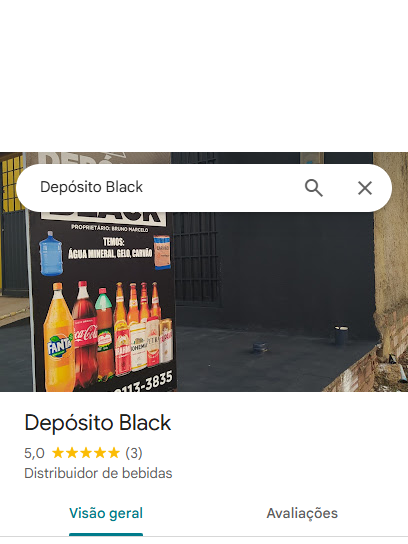 DEPÓ
Depósito Black
BLACK
PROPRIETÁRIO: BRUNO MARCELO
TEMOS:
ÁGUA MINERAL, GELO, CARVÃO
FANTA
Coca-Cola
113-3835
Depósito Black
5,0 ★★★★★ (3)
Distribuidor de bebidas
Visão geral
Avaliações